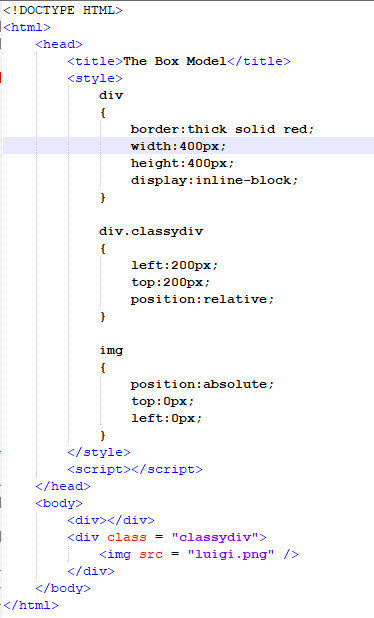 <!DOCTYPE HTML>
<html>
<head>
<title>The Box Model</title>
<style>
div
{
border:thick solid red;
width:400px;
height:400px;
display:inline-block;
}
div.classydiv
{
left:200px;
top:200px;
position:relative;
}
img
{
position:absolute;
top:0px;
left:0px;
}
</style>
<script></script>
</head>
<body>
<div></div>
<div class = "classydiv">
<img src = "luigi.png" />
</div>
</body>
</html>